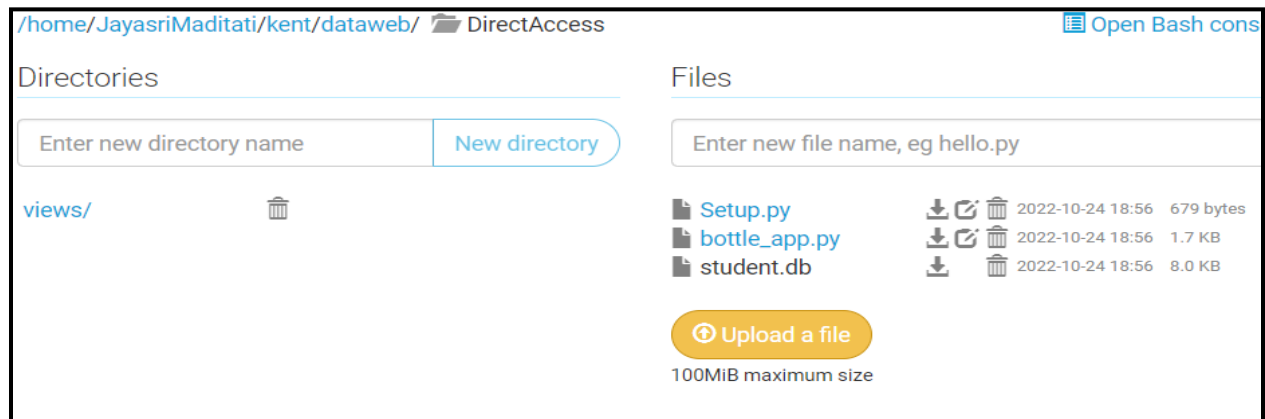 /home/JayasriMaditati/kent/dataweb/ DirectAccess Open Bash cons
Directories
Enter new directory name New directory
views/
Files
Enter new file name, eg hello.py
Setup.py 2022-10-24 18:56 679 bytes
bottle_app.py 2022-10-24 18:56 1.7 KB
student.db 2022-10-24 18:56 8.0 KB
Upload a file
100MiB maximum size